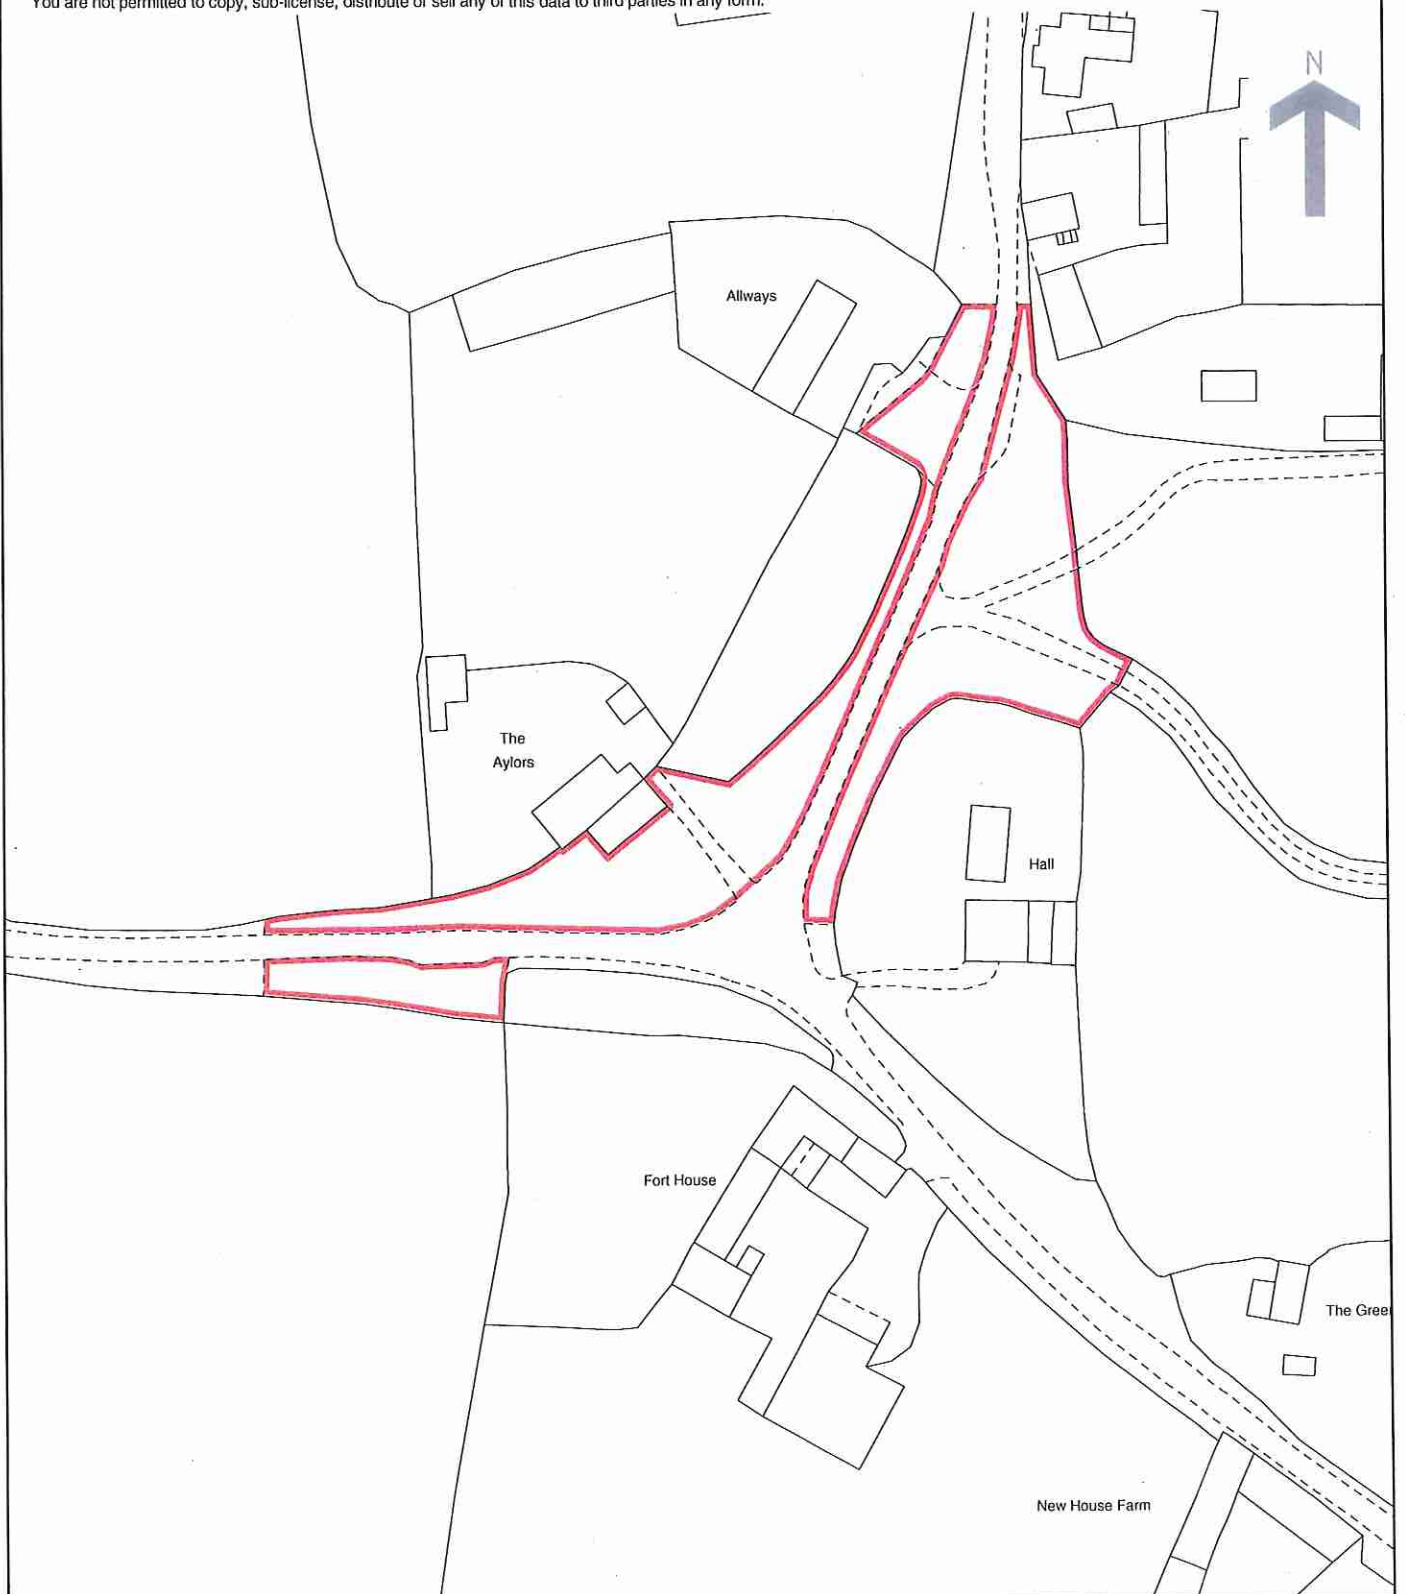 You are not permitted to copy, sub-license, distribute or sell any of this data to third parties in any form.
N
Allways
The
Aylors
Hall
Fort House
The Green
New House Farm